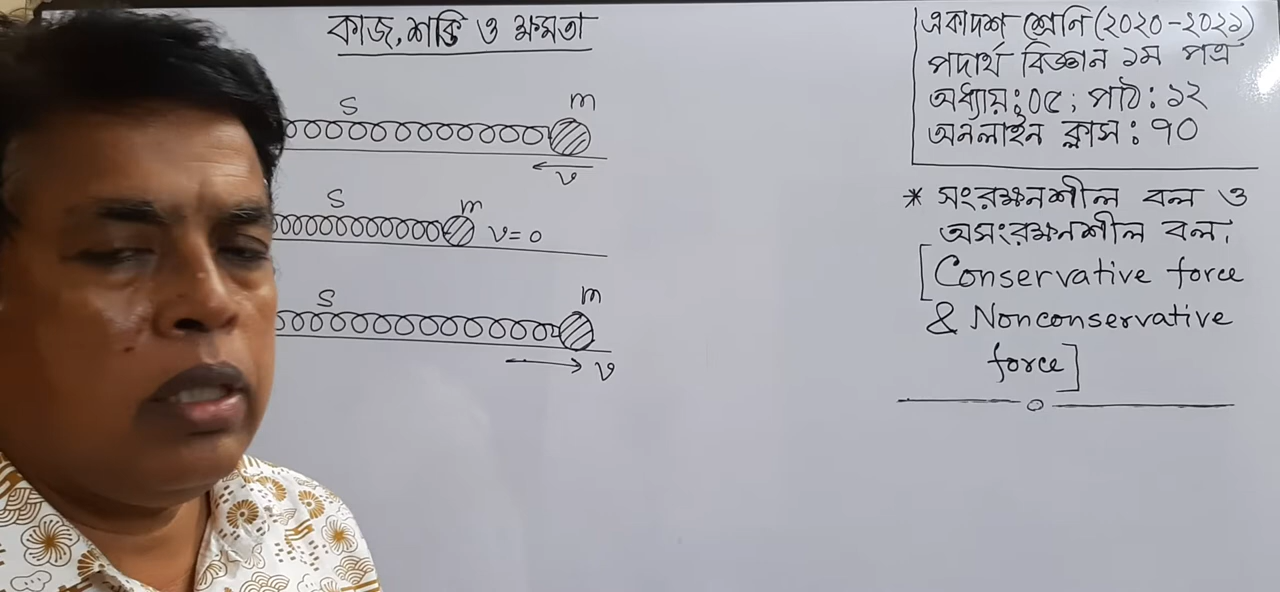 কাজ, শক্তি ও ক্ষমতা
S
m
v
S
m
v = 0
S
m
v
একাদশ শ্রেনি (২০২০-২০২১)
পদার্থ বিজ্ঞান ১ম পত্র
অধ্যায়: ০৫; পাঠ: ১২
অনলাইন ক্লাস: ৭০
* সংরক্ষনশীল বল ও
অসংরক্ষনশীল বল।
[Conservative force
& Nonconservative
force]